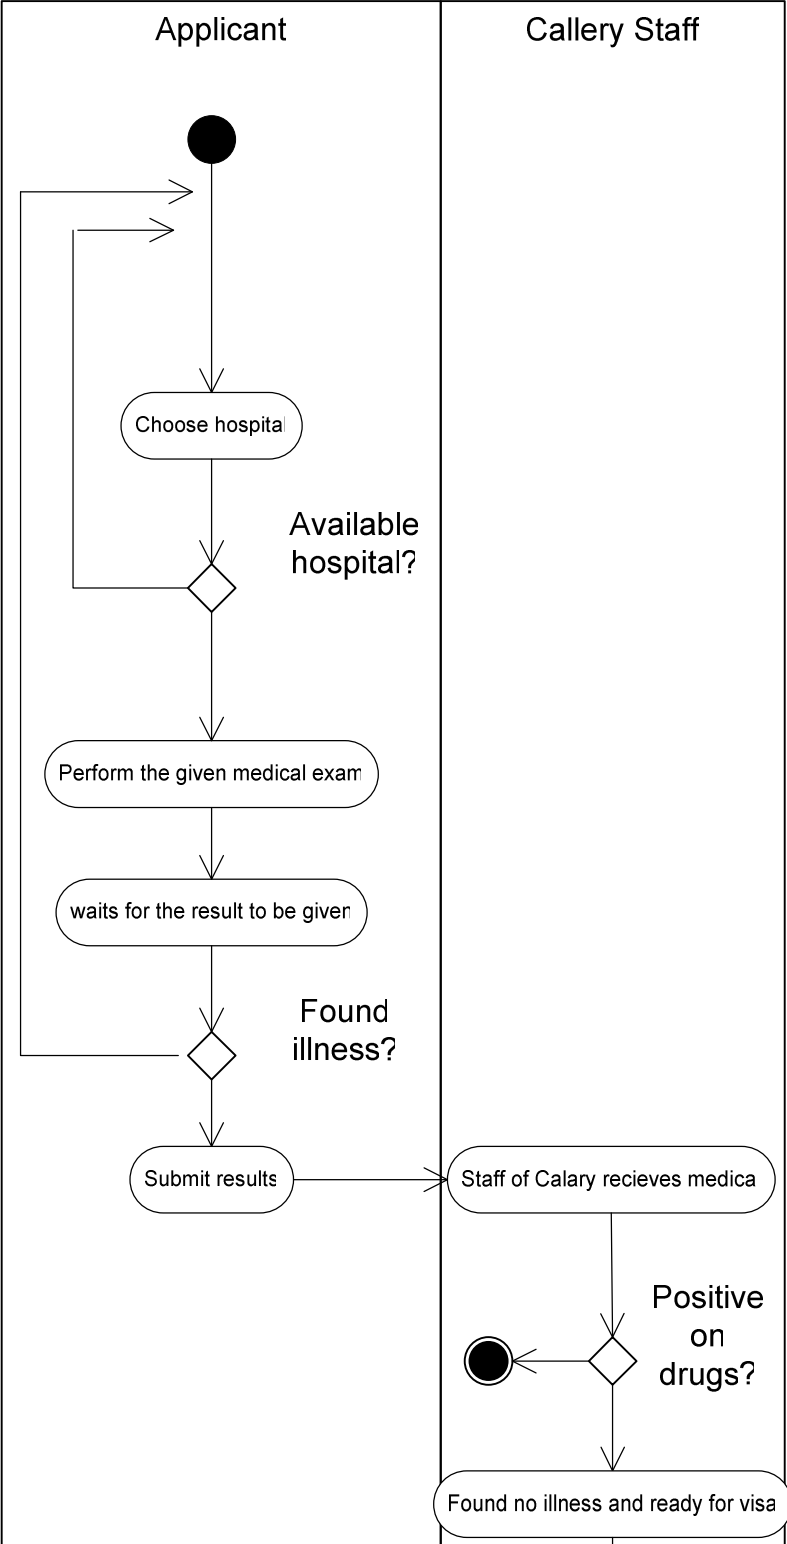 Applicant
Callery Staff
Choose hospital
Available
hospital?
Perform the given medical exam
waits for the result to be given
Found
illness?
Submit results
Staff of Calary recieves medica
Positive
on
drugs?
Found no illness and ready for visa